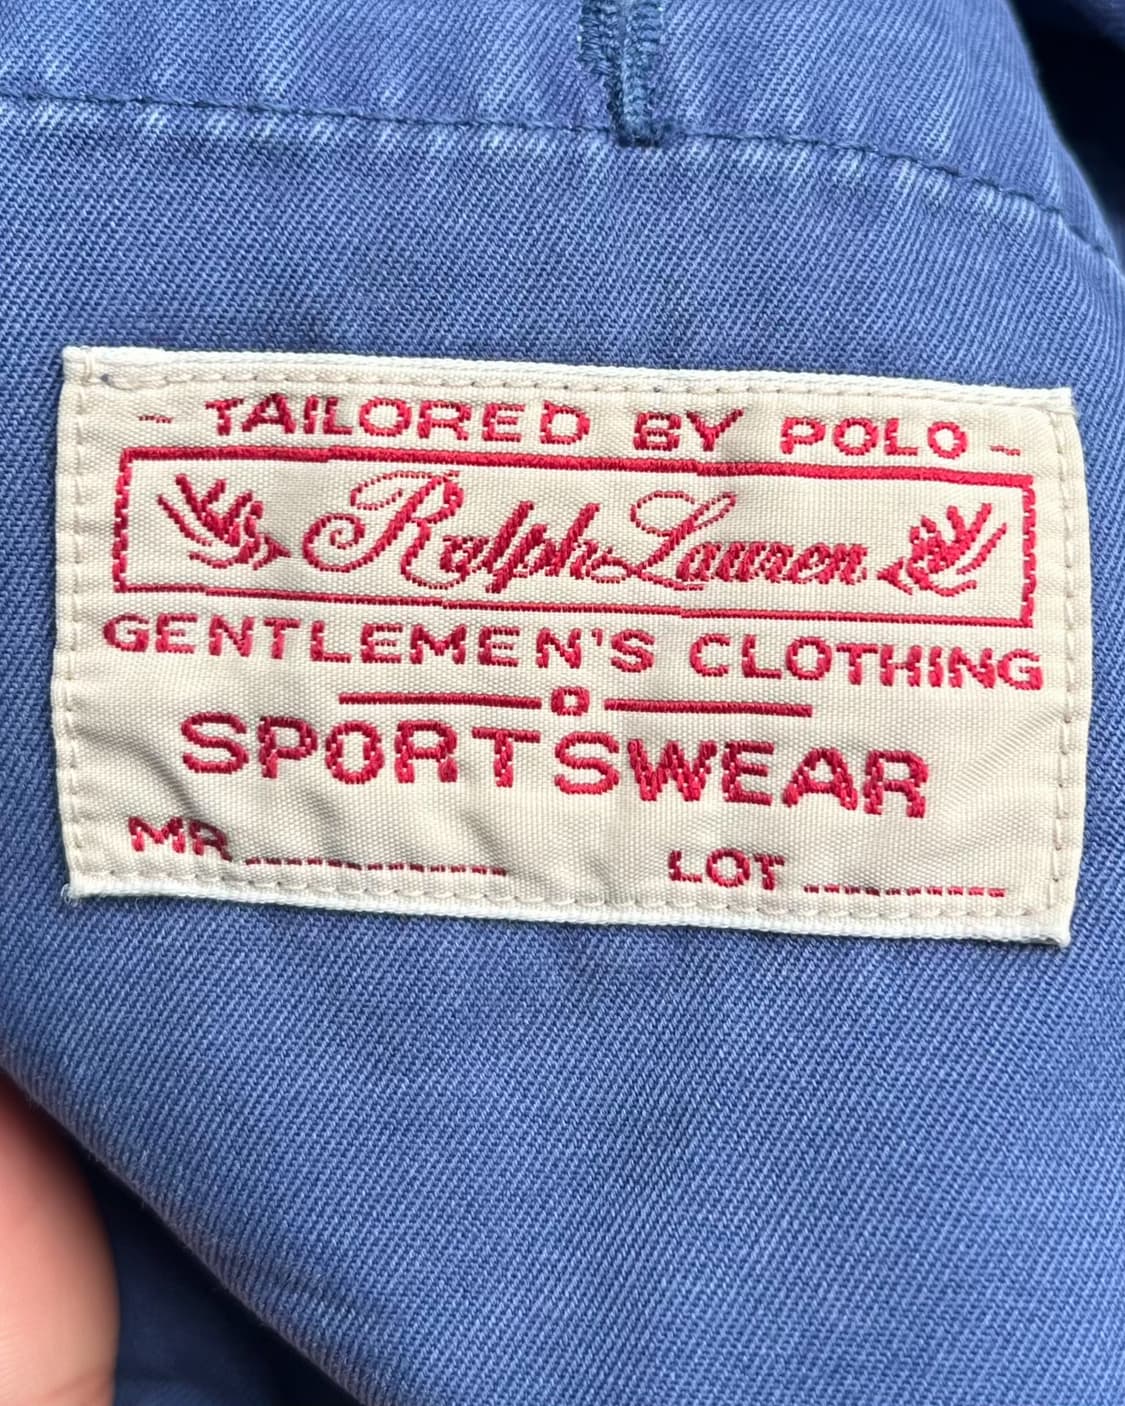 - TAILORED BY POLO -
Ralph Lauren
GENTLEMEN'S CLOTHING
SPORTSWEAR
MR ---------- LOT ----------